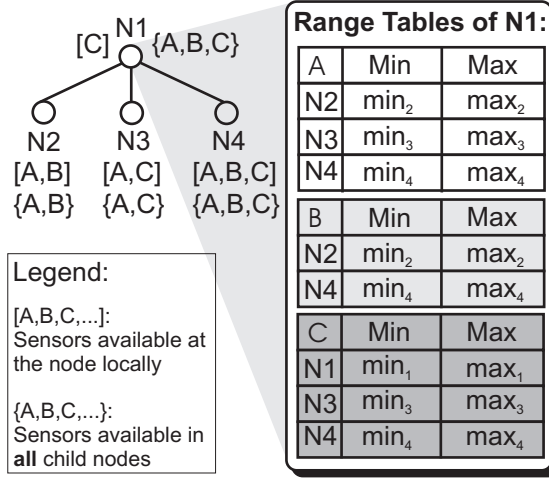 N1
[C] {A,B,C}
N2 N3 N4
[A,B] [A,C] [A,B,C]
{A,B} {A,C} {A,B,C}
Legend:
[A,B,C,...]:
Sensors available at
the node locally
{A,B,C,...}:
Sensors available in
all child nodes
Range Tables of N1:
A Min Max
N2 min₂ max₂
N3 min₃ max₃
N4 min₄ max₄
B Min Max
N2 min₂ max₂
N4 min₄ max₄
C Min Max
N1 min₁ max₁
N3 min₃ max₃
N4 min₄ max₄